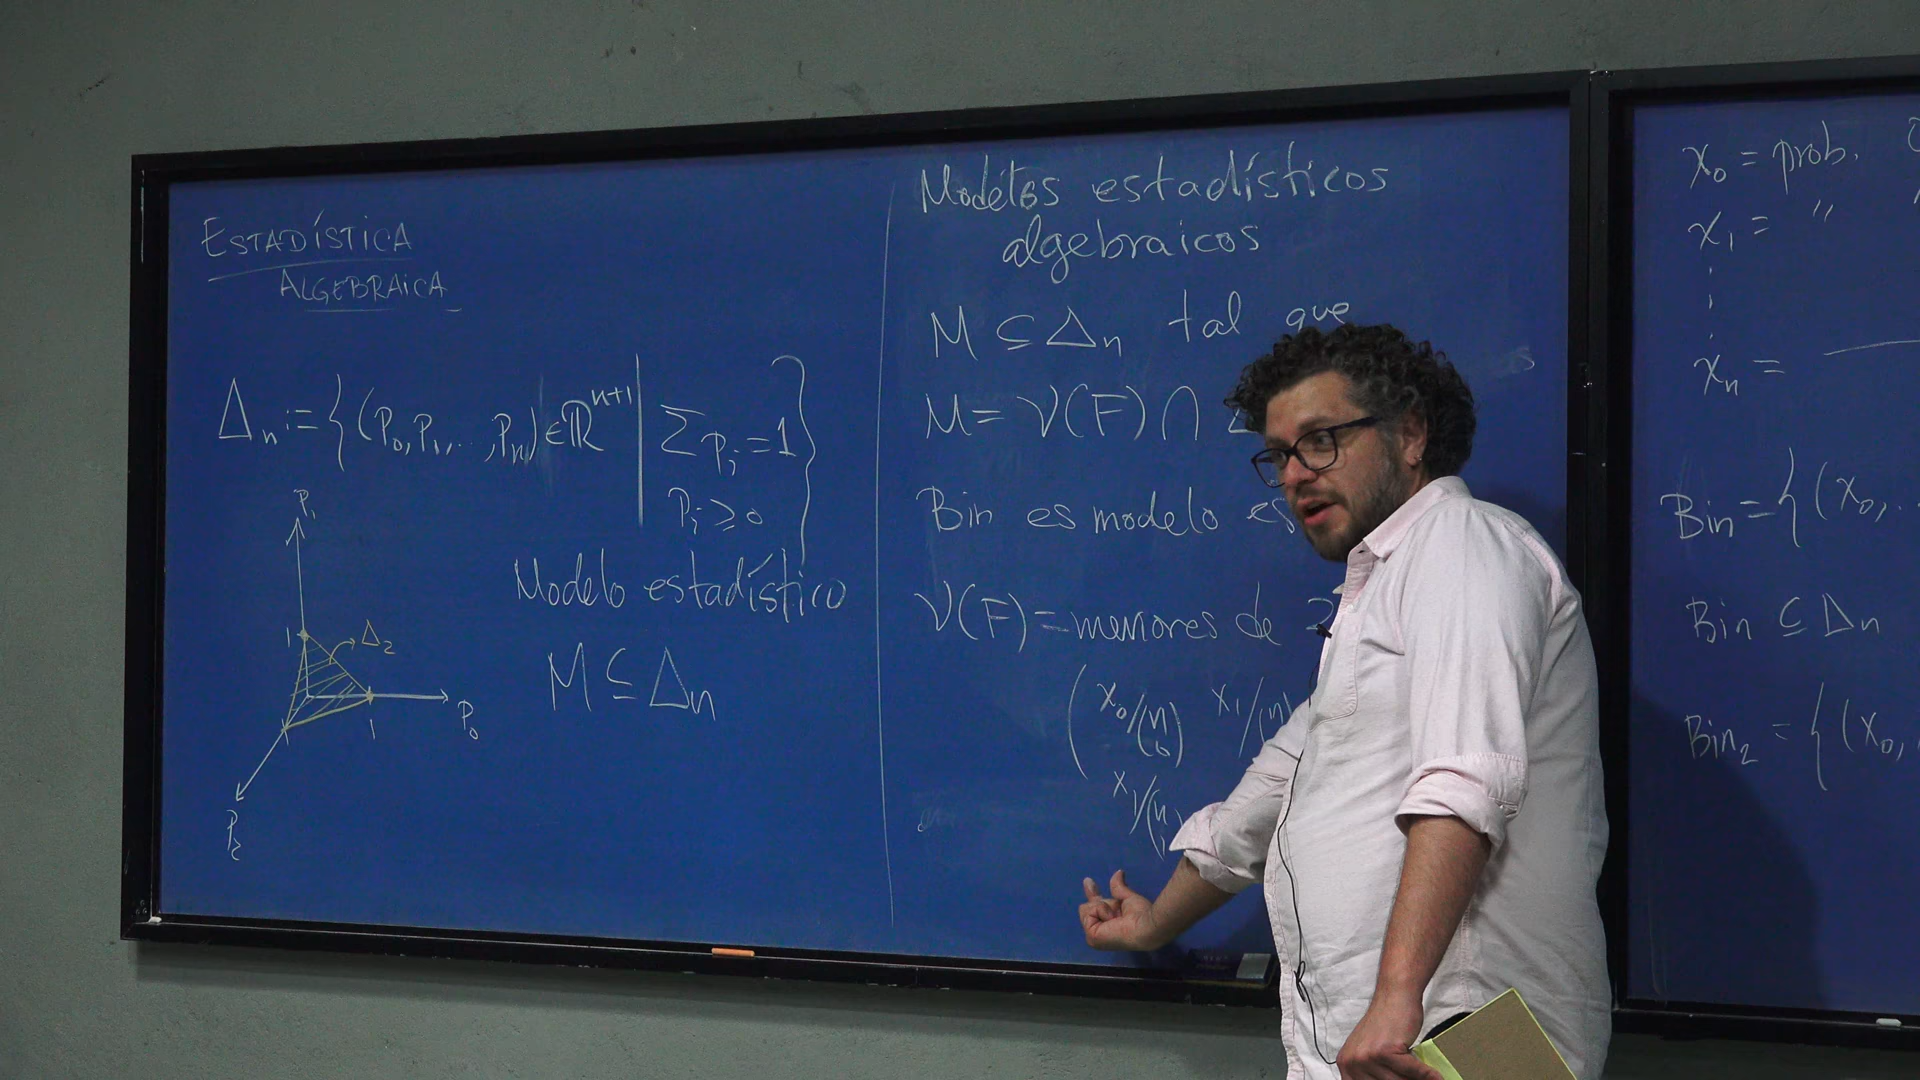 ESTADÍSTICA
ALGEBRAICA
Δn := {(P0, P1, ..., Pn) ∈ ℝ^{n+1} | Σ Pi = 1
Pi ≥ 0}
P1
1
Δ2
1
P0
1
P2
Modelo estadístico
M ⊆ Δn
Modelos estadísticos
algebraicos
M ⊆ Δn tal que
M = V(F) ∩
Bin es modelo es
V(F) = menores de 2
(x0/(n 0) x1/(n
x1/(n
x0 = prob.
x1 = "
⋮
xn =
Bin = {(x0,
Bin ⊆ Δn
Bin2 = {(x0,